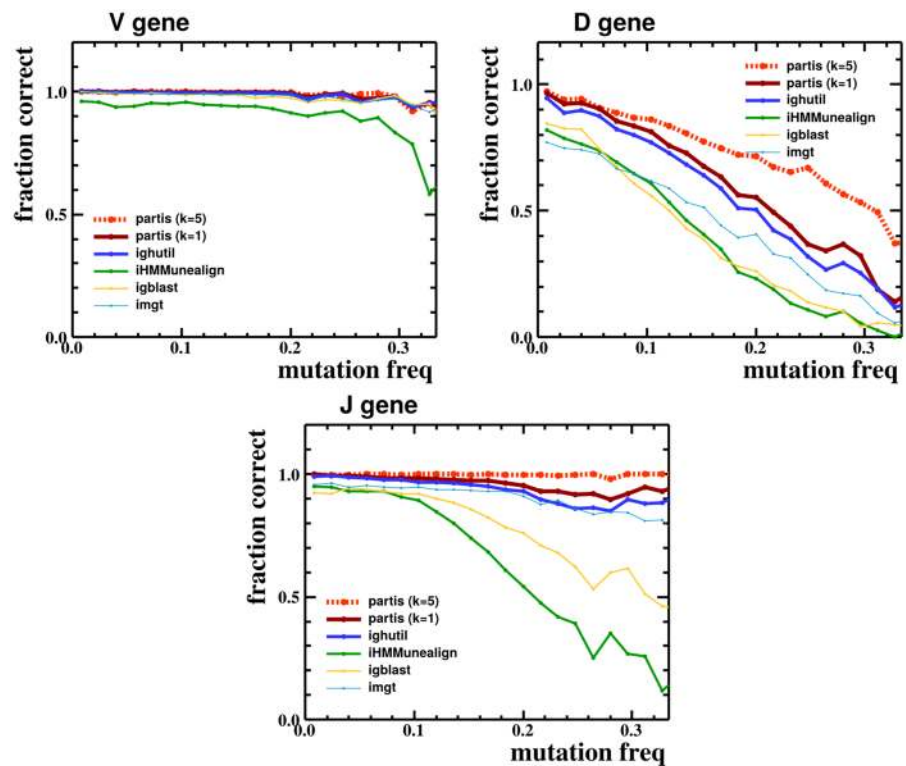 V gene
fraction correct
1.0
0.5
0.0
partis (k=5)
partis (k=1)
ighutil
iHMMunealign
igblast
imgt
0.0 0.1 0.2 0.3
mutation freq
D gene
fraction correct
1.0
0.5
0.0
partis (k=5)
partis (k=1)
ighutil
iHMMunealign
igblast
imgt
0.0 0.1 0.2 0.3
mutation freq
J gene
fraction correct
1.0
0.5
0.0
partis (k=5)
partis (k=1)
ighutil
iHMMunealign
igblast
imgt
0.0 0.1 0.2 0.3
mutation freq